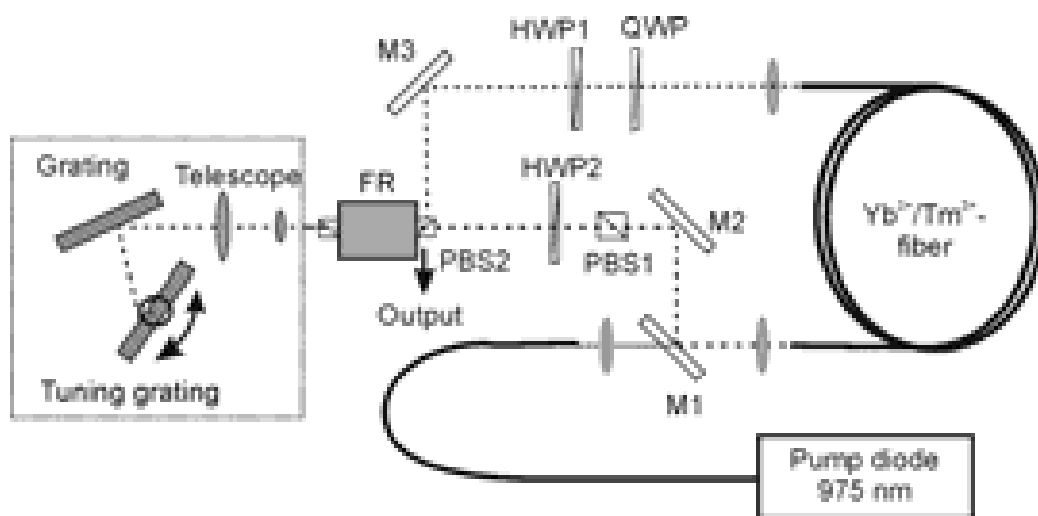 M3
HWP1
QWP
Grating
Telescope
FR
HWP2
M2
PBS1
PBS2
Output
Tuning grating
M1
Yb³⁺/Tm³⁺-
fiber
Pump diode
975 nm